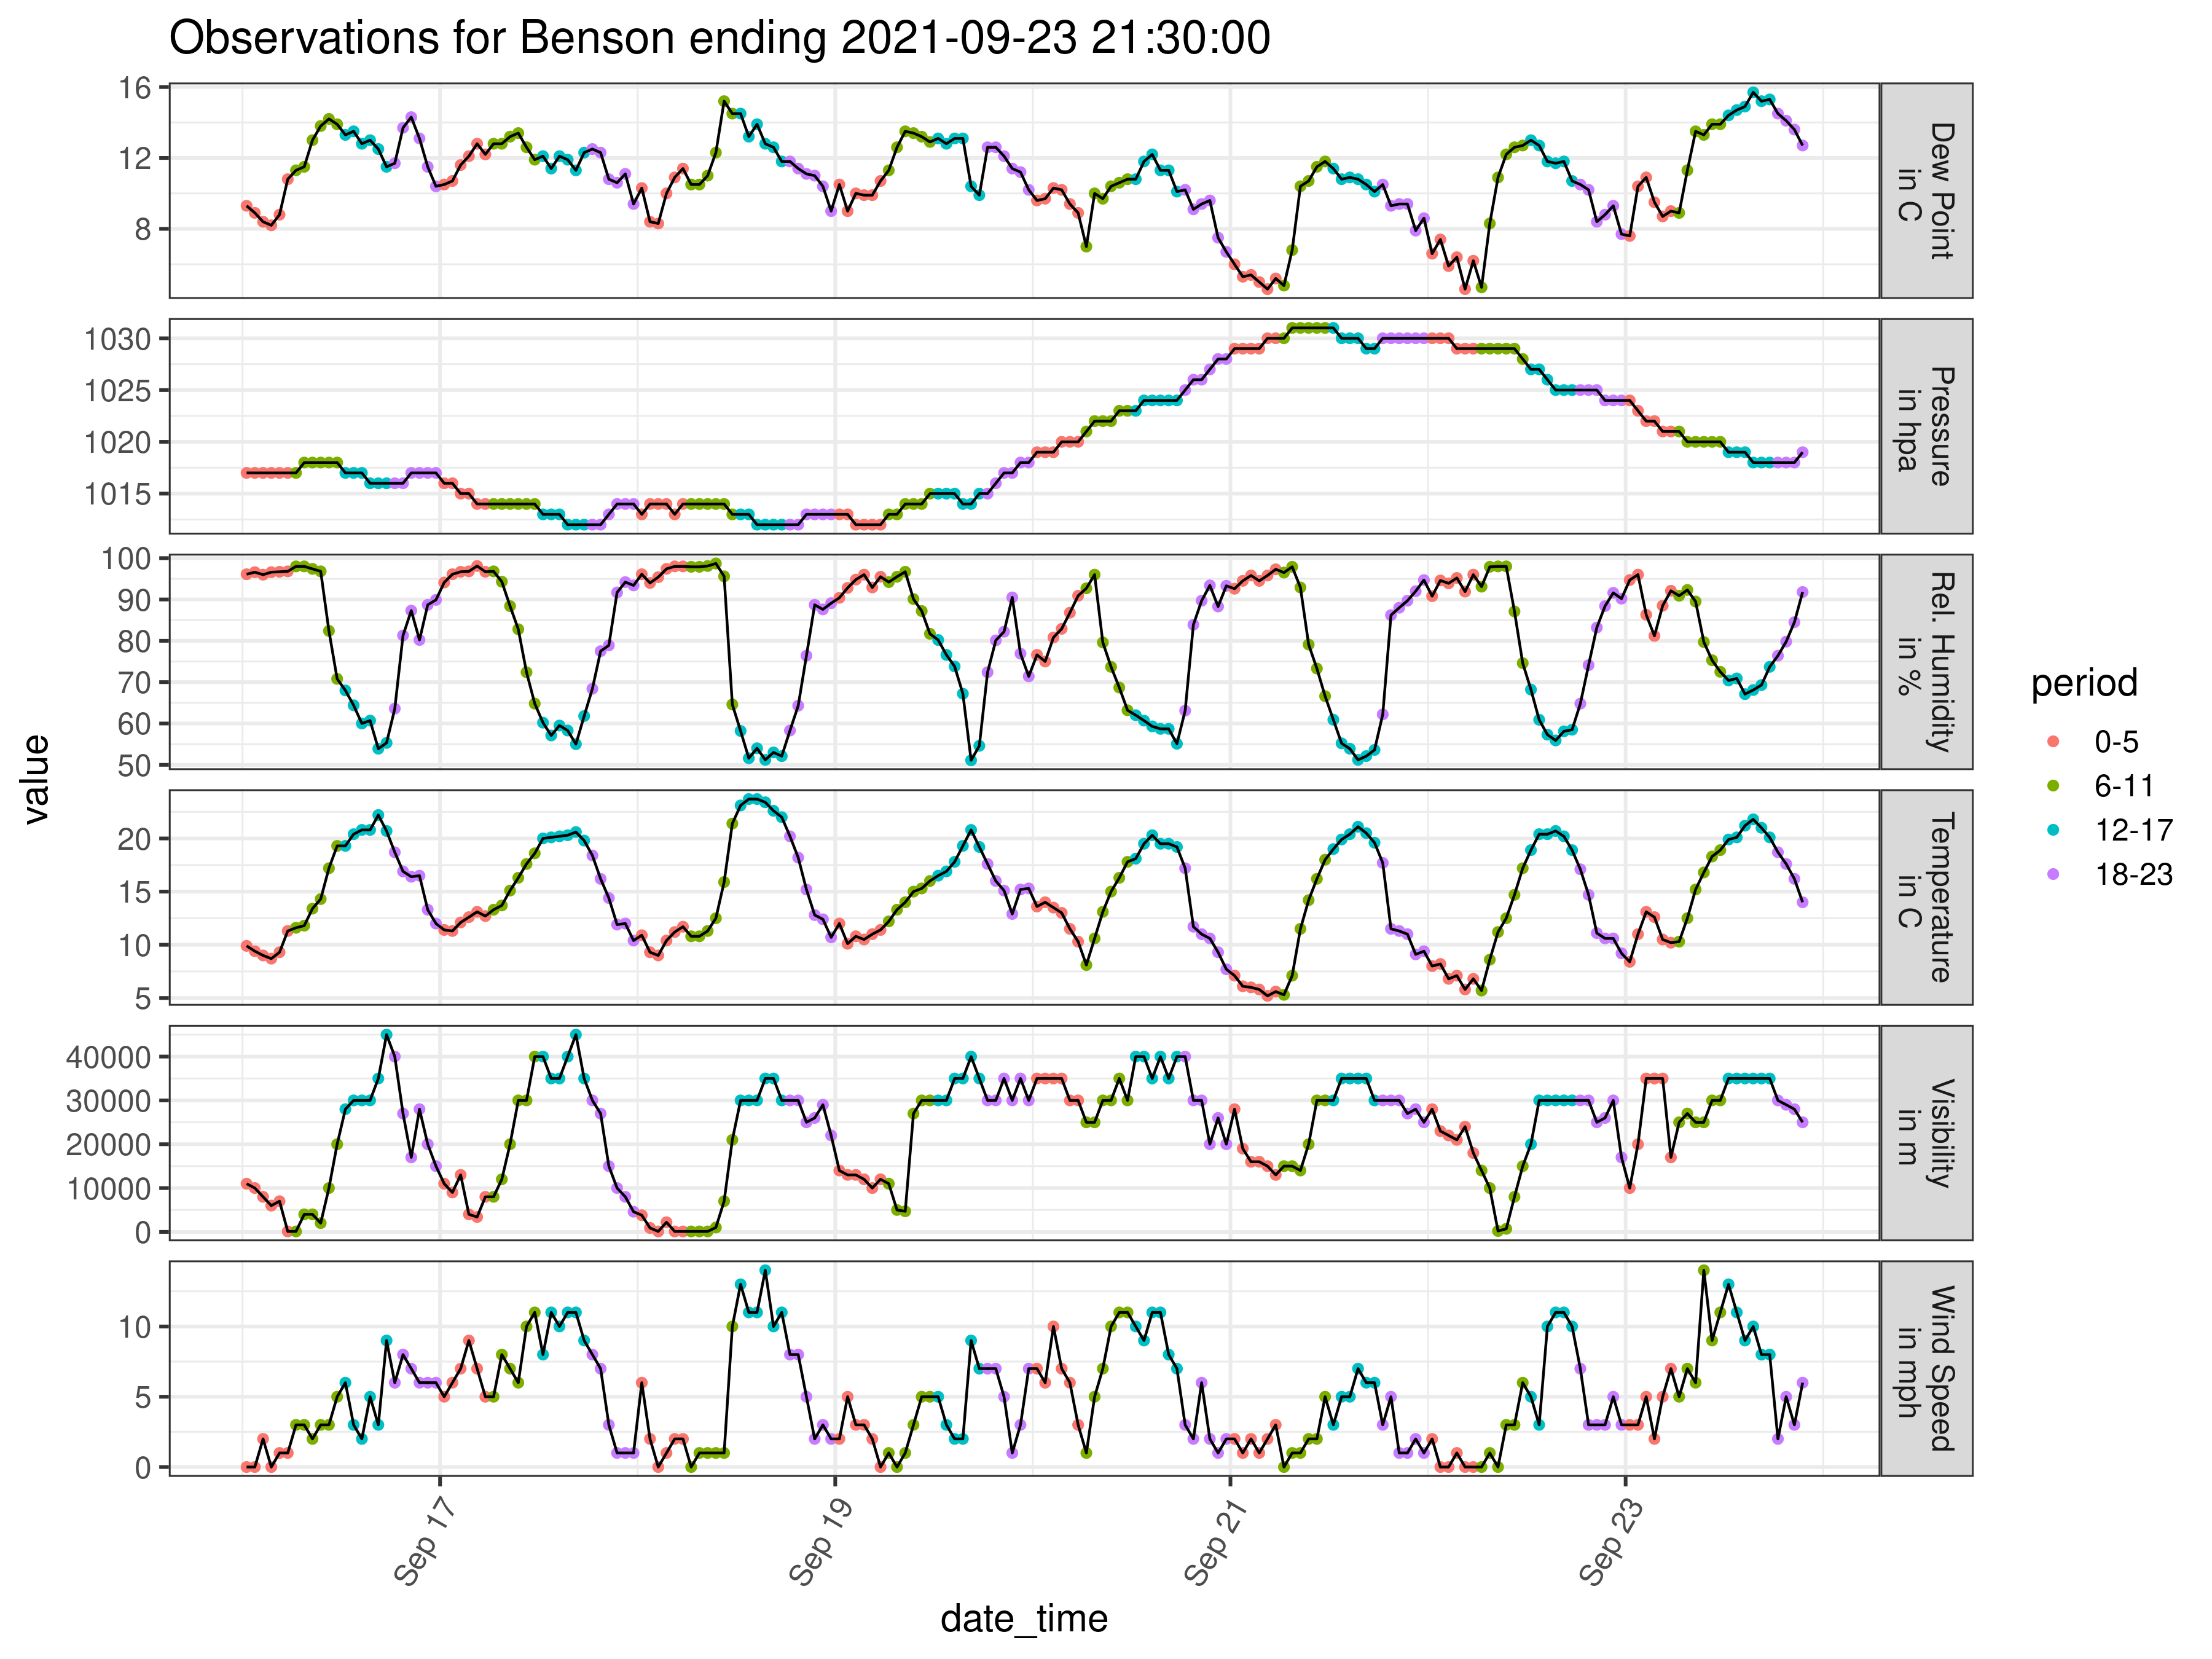 Observations for Benson ending 2021-09-23 21:30:00
value
16
12
8
Dew Point
in C
1030
1025
1020
1015
Pressure
in hpa
100
90
80
70
60
50
Rel. Humidity
in %
20
15
10
5
Temperature
in C
40000
30000
20000
10000
0
Visibility
in m
10
5
0
Wind Speed
in mph
Sep 17
Sep 19
Sep 21
Sep 23
date_time
period
0-5
6-11
12-17
18-23